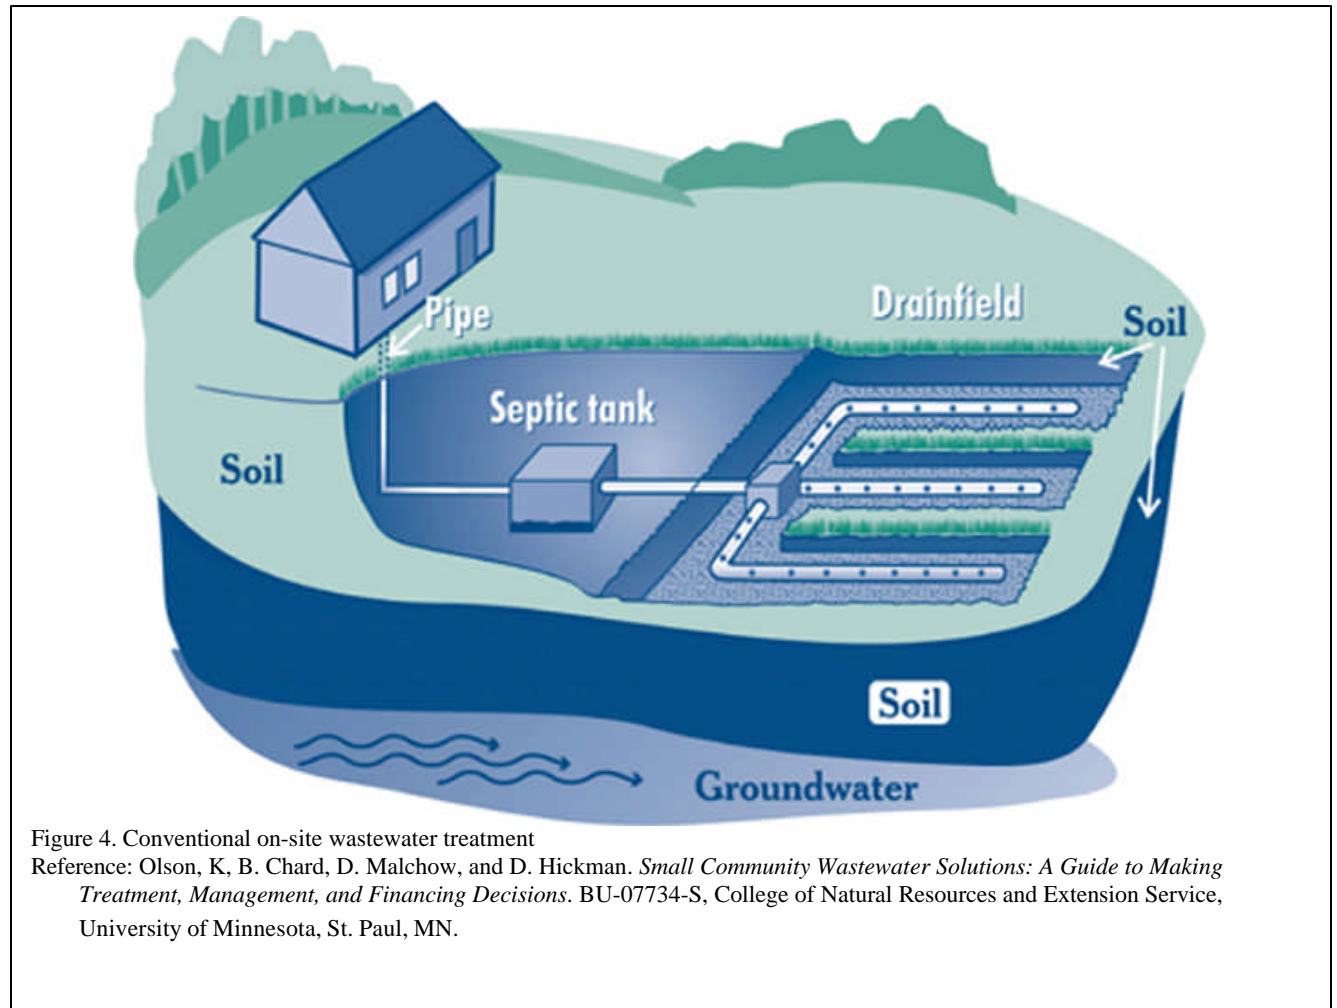 Pipe
Drainfield
Soil
Septic tank
Soil
Soil
Groundwater
Figure 4. Conventional on-site wastewater treatment
Reference: Olson, K, B. Chard, D. Malchow, and D. Hickman. Small Community Wastewater Solutions: A Guide to Making
Treatment, Management, and Financing Decisions. BU-07734-S, College of Natural Resources and Extension Service,
University of Minnesota, St. Paul, MN.